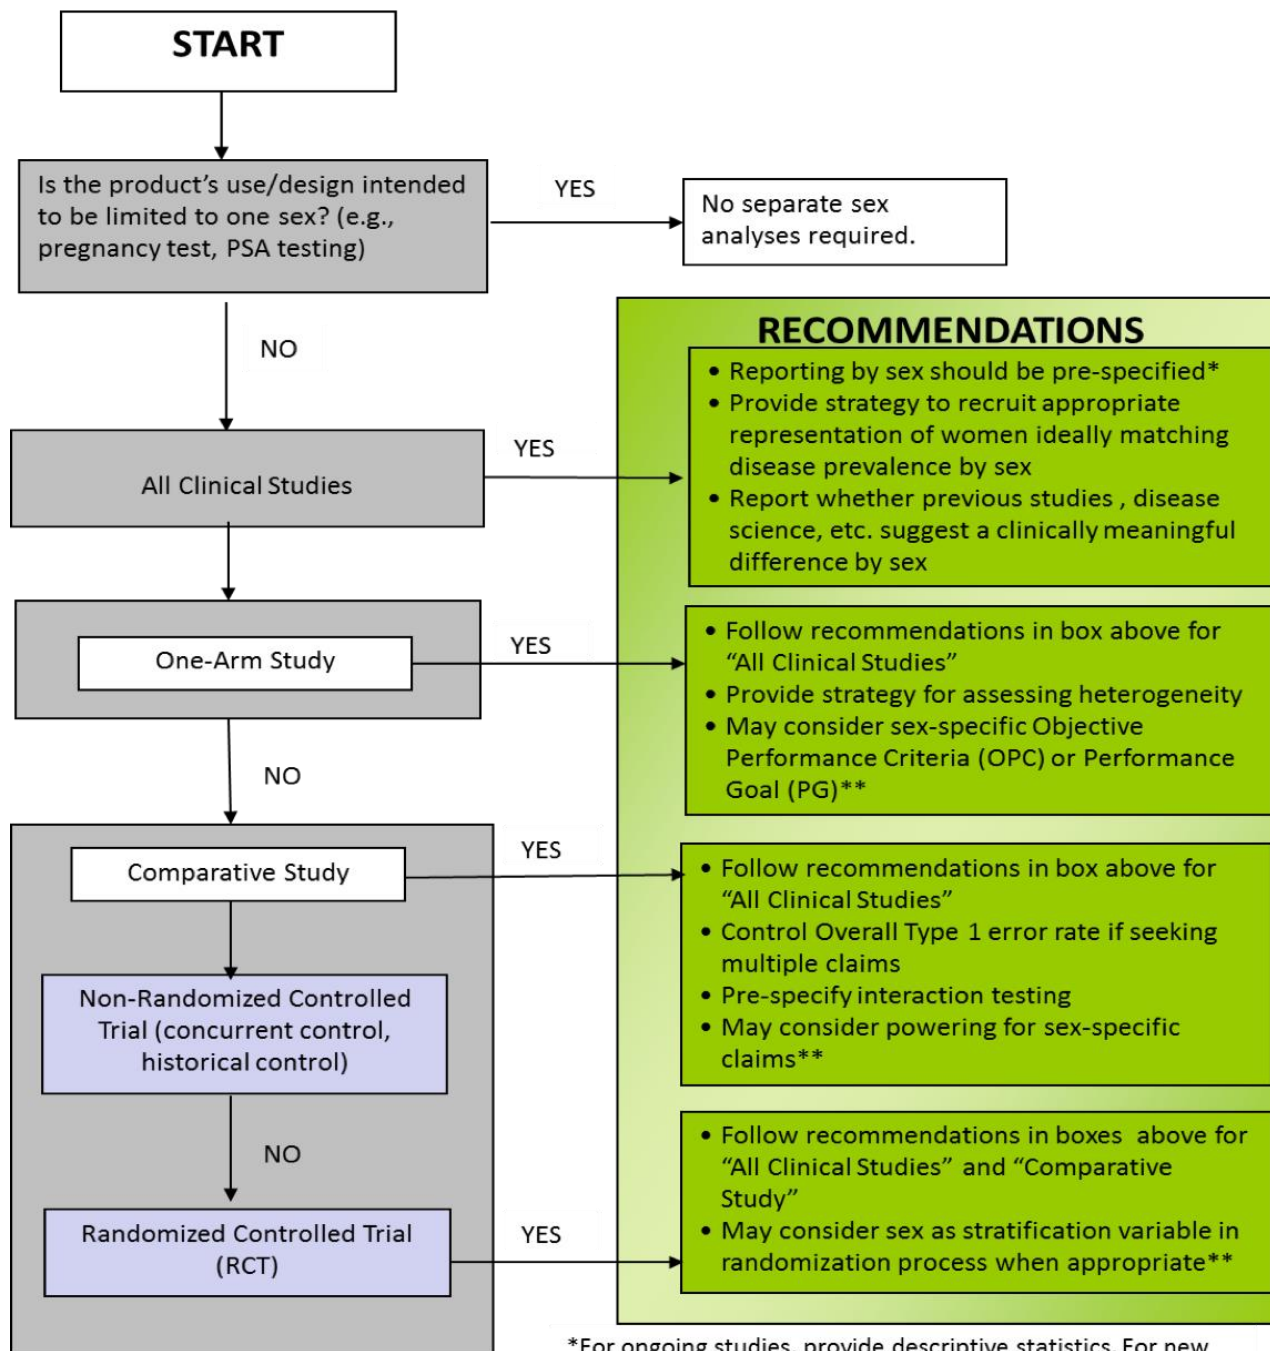 START
Is the product’s use/design intended
to be limited to one sex? (e.g.,
pregnancy test, PSA testing)
YES
No separate sex
analyses required.
NO
RECOMMENDATIONS
All Clinical Studies
YES
• Reporting by sex should be pre-specified*
• Provide strategy to recruit appropriate
representation of women ideally matching
disease prevalence by sex
• Report whether previous studies , disease
science, etc. suggest a clinically meaningful
difference by sex
One-Arm Study
YES
• Follow recommendations in box above for
“All Clinical Studies”
• Provide strategy for assessing heterogeneity
• May consider sex-specific Objective
Performance Criteria (OPC) or Performance
Goal (PG)**
NO
Comparative Study
YES
• Follow recommendations in box above for
“All Clinical Studies”
• Control Overall Type 1 error rate if seeking
multiple claims
• Pre-specify interaction testing
• May consider powering for sex-specific
claims**
Non-Randomized Controlled
Trial (concurrent control,
historical control)
NO
Randomized Controlled Trial
(RCT)
YES
• Follow recommendations in boxes above for
“All Clinical Studies” and “Comparative
Study”
• May consider sex as stratification variable in
randomization process when appropriate**
*For ongoing studies, provide descriptive statistics. For new